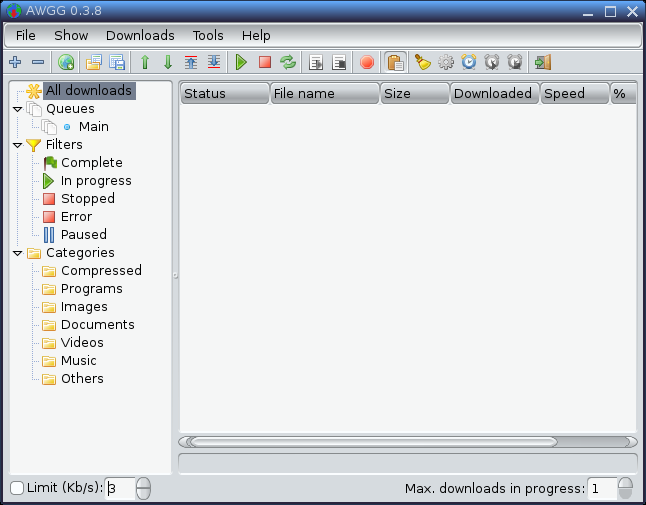 AWGG 0.3.8
File Show Downloads Tools Help
All downloads
Queues
Main
Filters
Complete
In progress
Stopped
Error
Paused
Categories
Compressed
Programs
Images
Documents
Videos
Music
Others
Status File name Size Downloaded Speed %
Limit (Kb/s): 3
Max. downloads in progress: 1